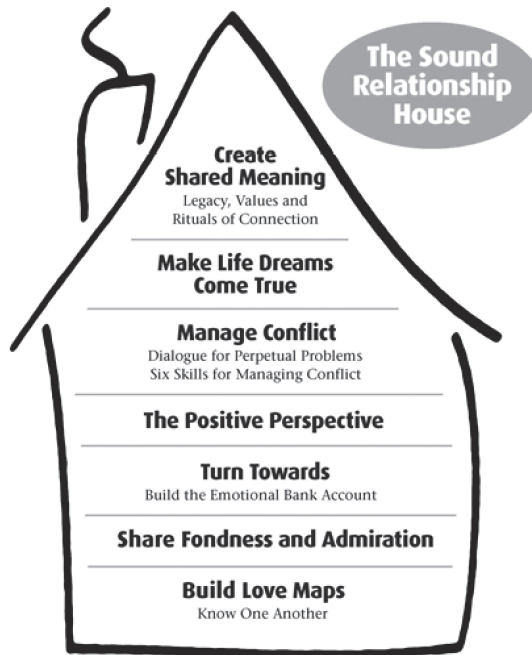 The Sound
Relationship
House
Create
Shared Meaning
Legacy, Values and
Rituals of Connection
Make Life Dreams
Come True
Manage Conflict
Dialogue for Perpetual Problems
Six Skills for Managing Conflict
The Positive Perspective
Turn Towards
Build the Emotional Bank Account
Share Fondness and Admiration
Build Love Maps
Know One Another